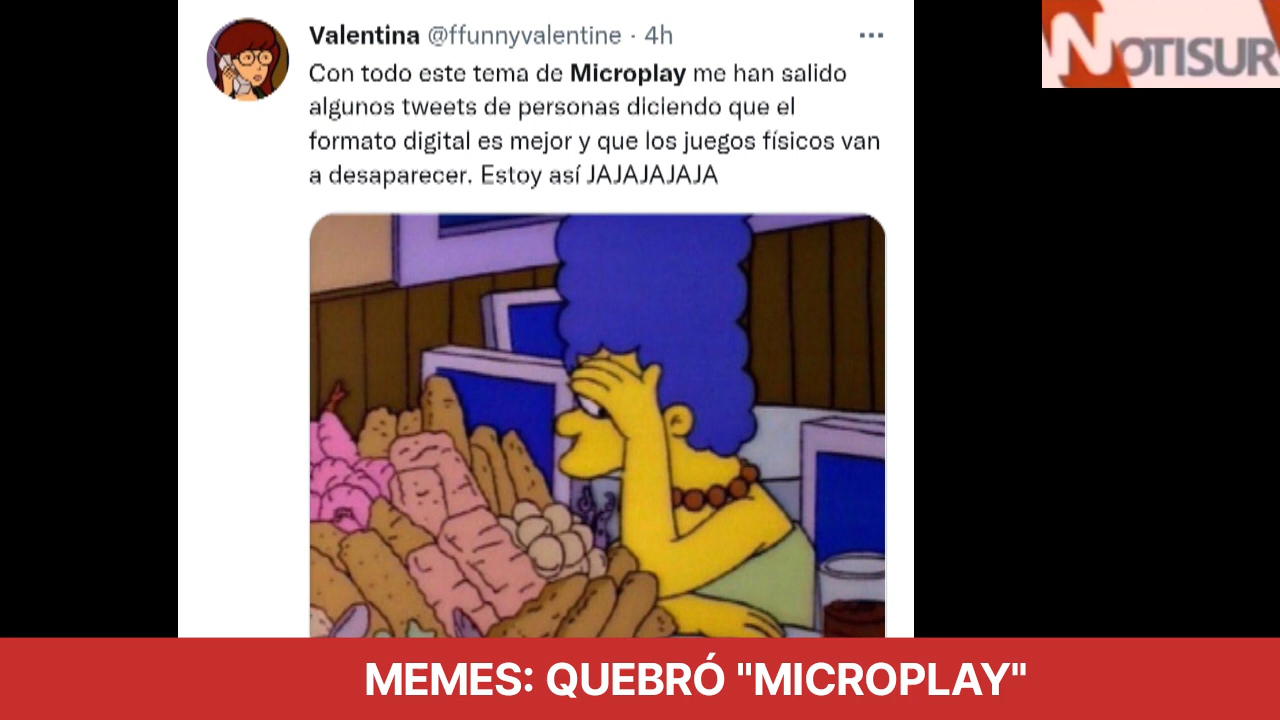 Valentina @ffunnyvalentine · 4h
Con todo este tema de Microplay me han salido
algunos tweets de personas diciendo que el
formato digital es mejor y que los juegos físicos van
a desaparecer. Estoy así JAJAJAJAJA
NOTISUR
MEMES: QUEBRÓ "MICROPLAY"